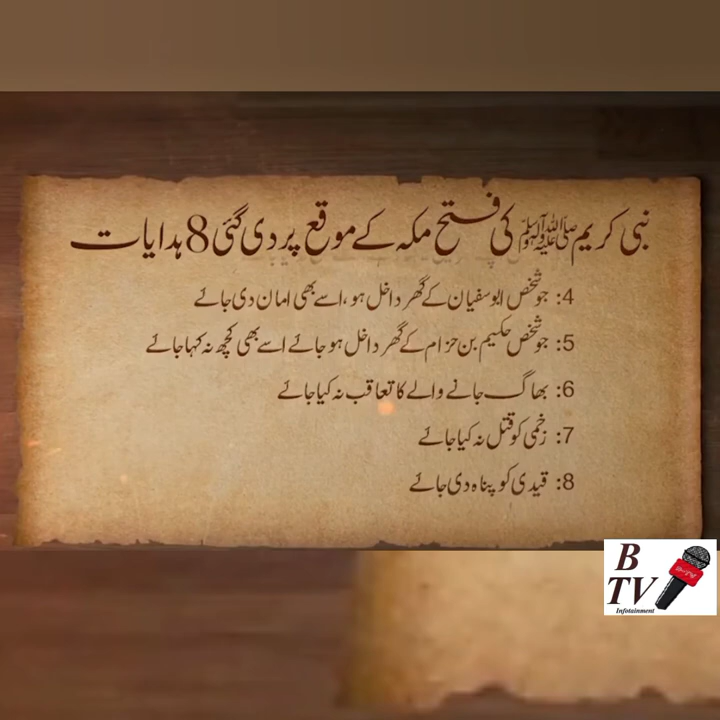 نبی کریم ﷺ کی فتح مکہ کے موقع پر دی گئی 8 ہدایات
4: جو شخص ابوسفیان کے گھر داخل ہو، اسے بھی امان دی جائے
5: جو شخص حکیم بن حزام کے گھر داخل ہو جائے اسے بھی کچھ نہ کہا جائے
6: بھاگ جانے والے کا تعاقب نہ کیا جائے
7: زخمی کو قتل نہ کیا جائے
8: قیدی کو پناہ دی جائے
B
TV
Infotainment